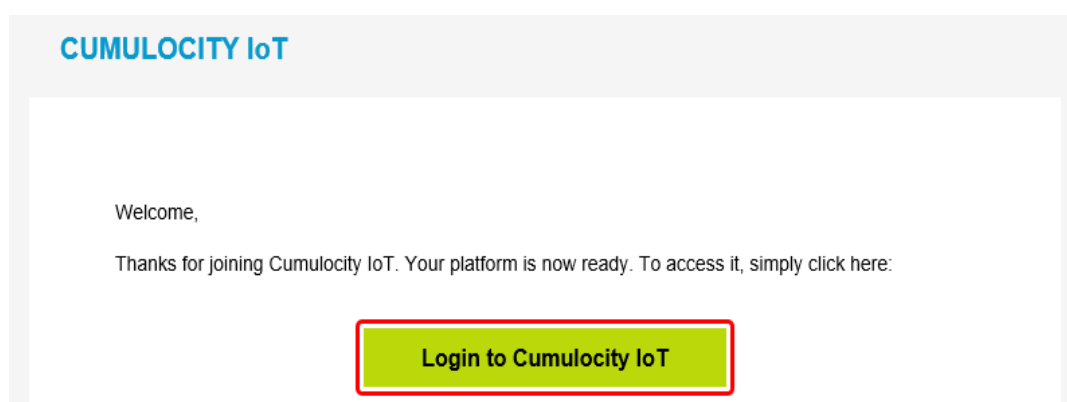 CUMULOCITY IoT
Welcome,
Thanks for joining Cumulocity IoT. Your platform is now ready. To access it, simply click here:
Login to Cumulocity IoT